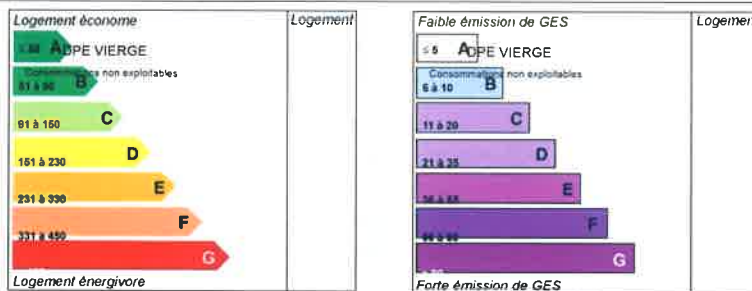 Logement économe
Logement
A DPE VIERGE
Consommations non exploitables
51 à 90 B
91 à 150 C
151 à 230 D
231 à 330 E
331 à 450 F
G
Logement énergivore
Faible émission de GES
Logemen
≤ 5 A DPE VIERGE
Consommations non exploitables
6 à 10 B
11 à 20 C
21 à 35 D
E
F
G
Forte émission de GES